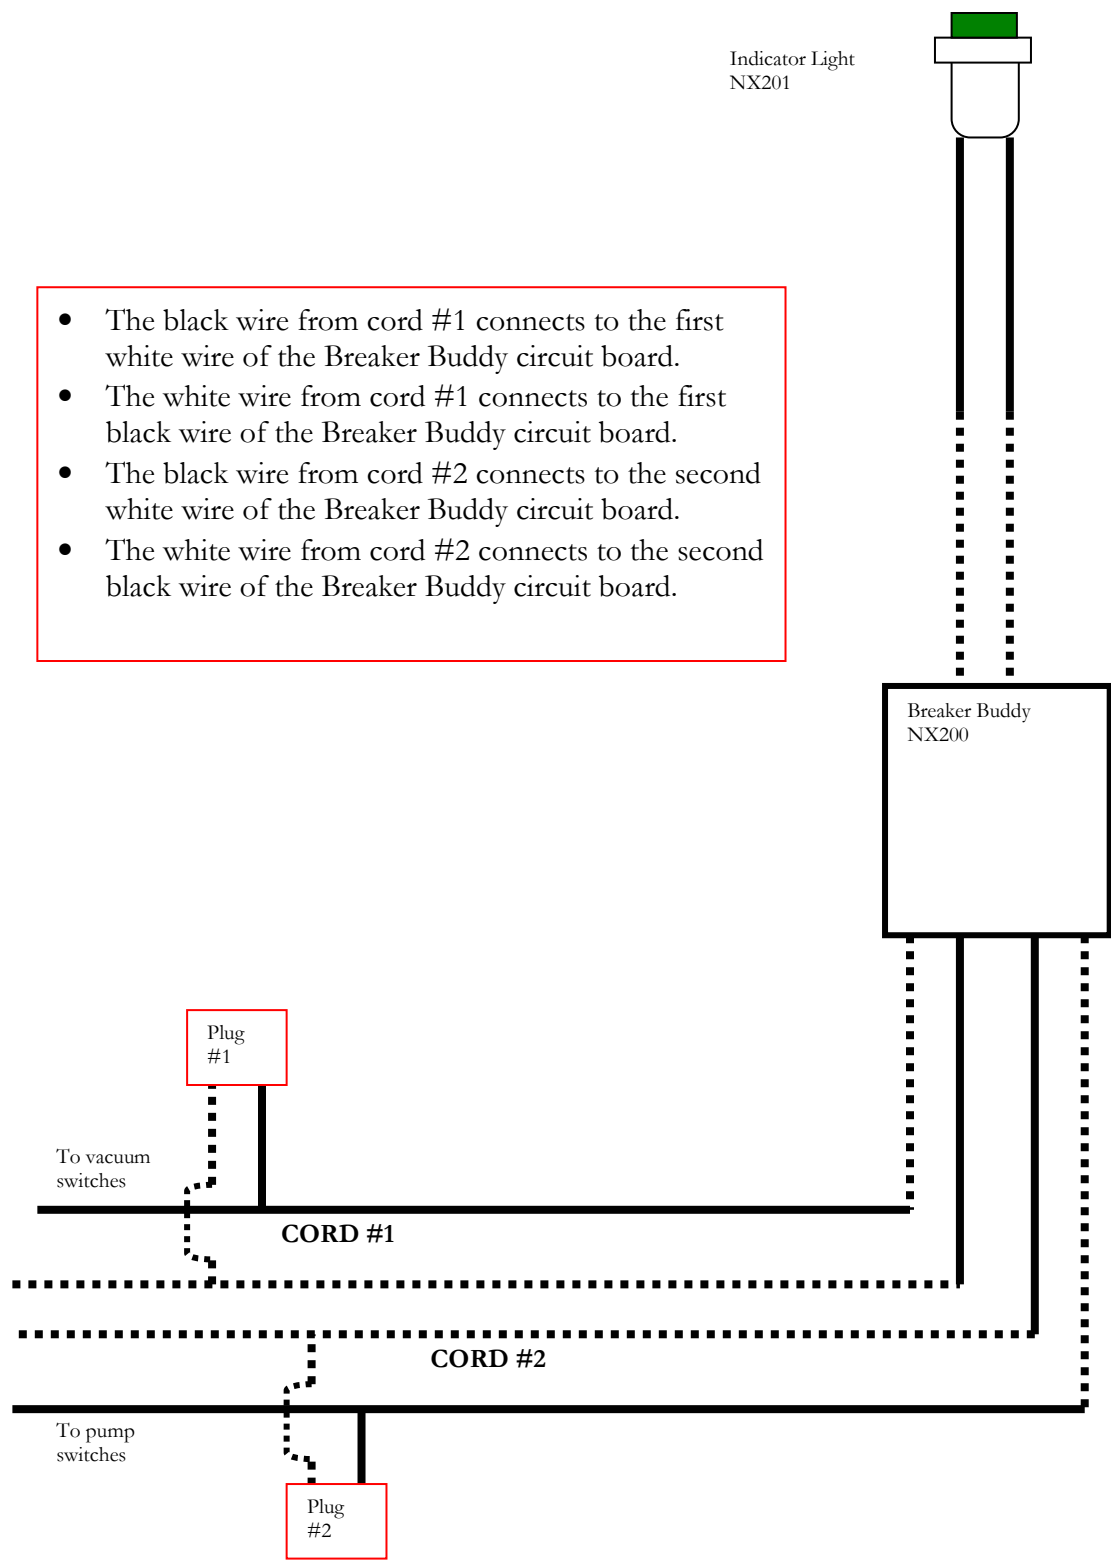 Indicator Light
NX201
• The black wire from cord #1 connects to the first
white wire of the Breaker Buddy circuit board.
• The white wire from cord #1 connects to the first
black wire of the Breaker Buddy circuit board.
• The black wire from cord #2 connects to the second
white wire of the Breaker Buddy circuit board.
• The white wire from cord #2 connects to the second
black wire of the Breaker Buddy circuit board.
Breaker Buddy
NX200
Plug
#1
To vacuum
switches
CORD #1
CORD #2
To pump
switches
Plug
#2